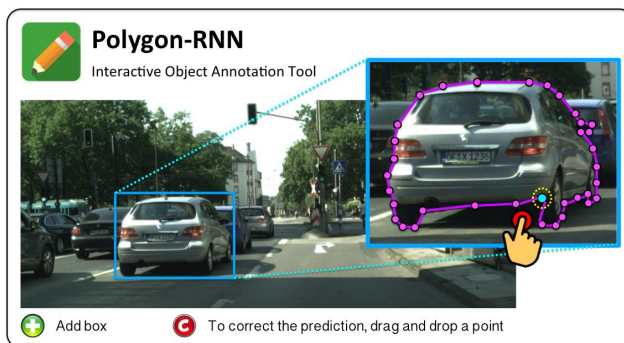 Polygon-RNN
Interactive Object Annotation Tool
Add box
C To correct the prediction, drag and drop a point